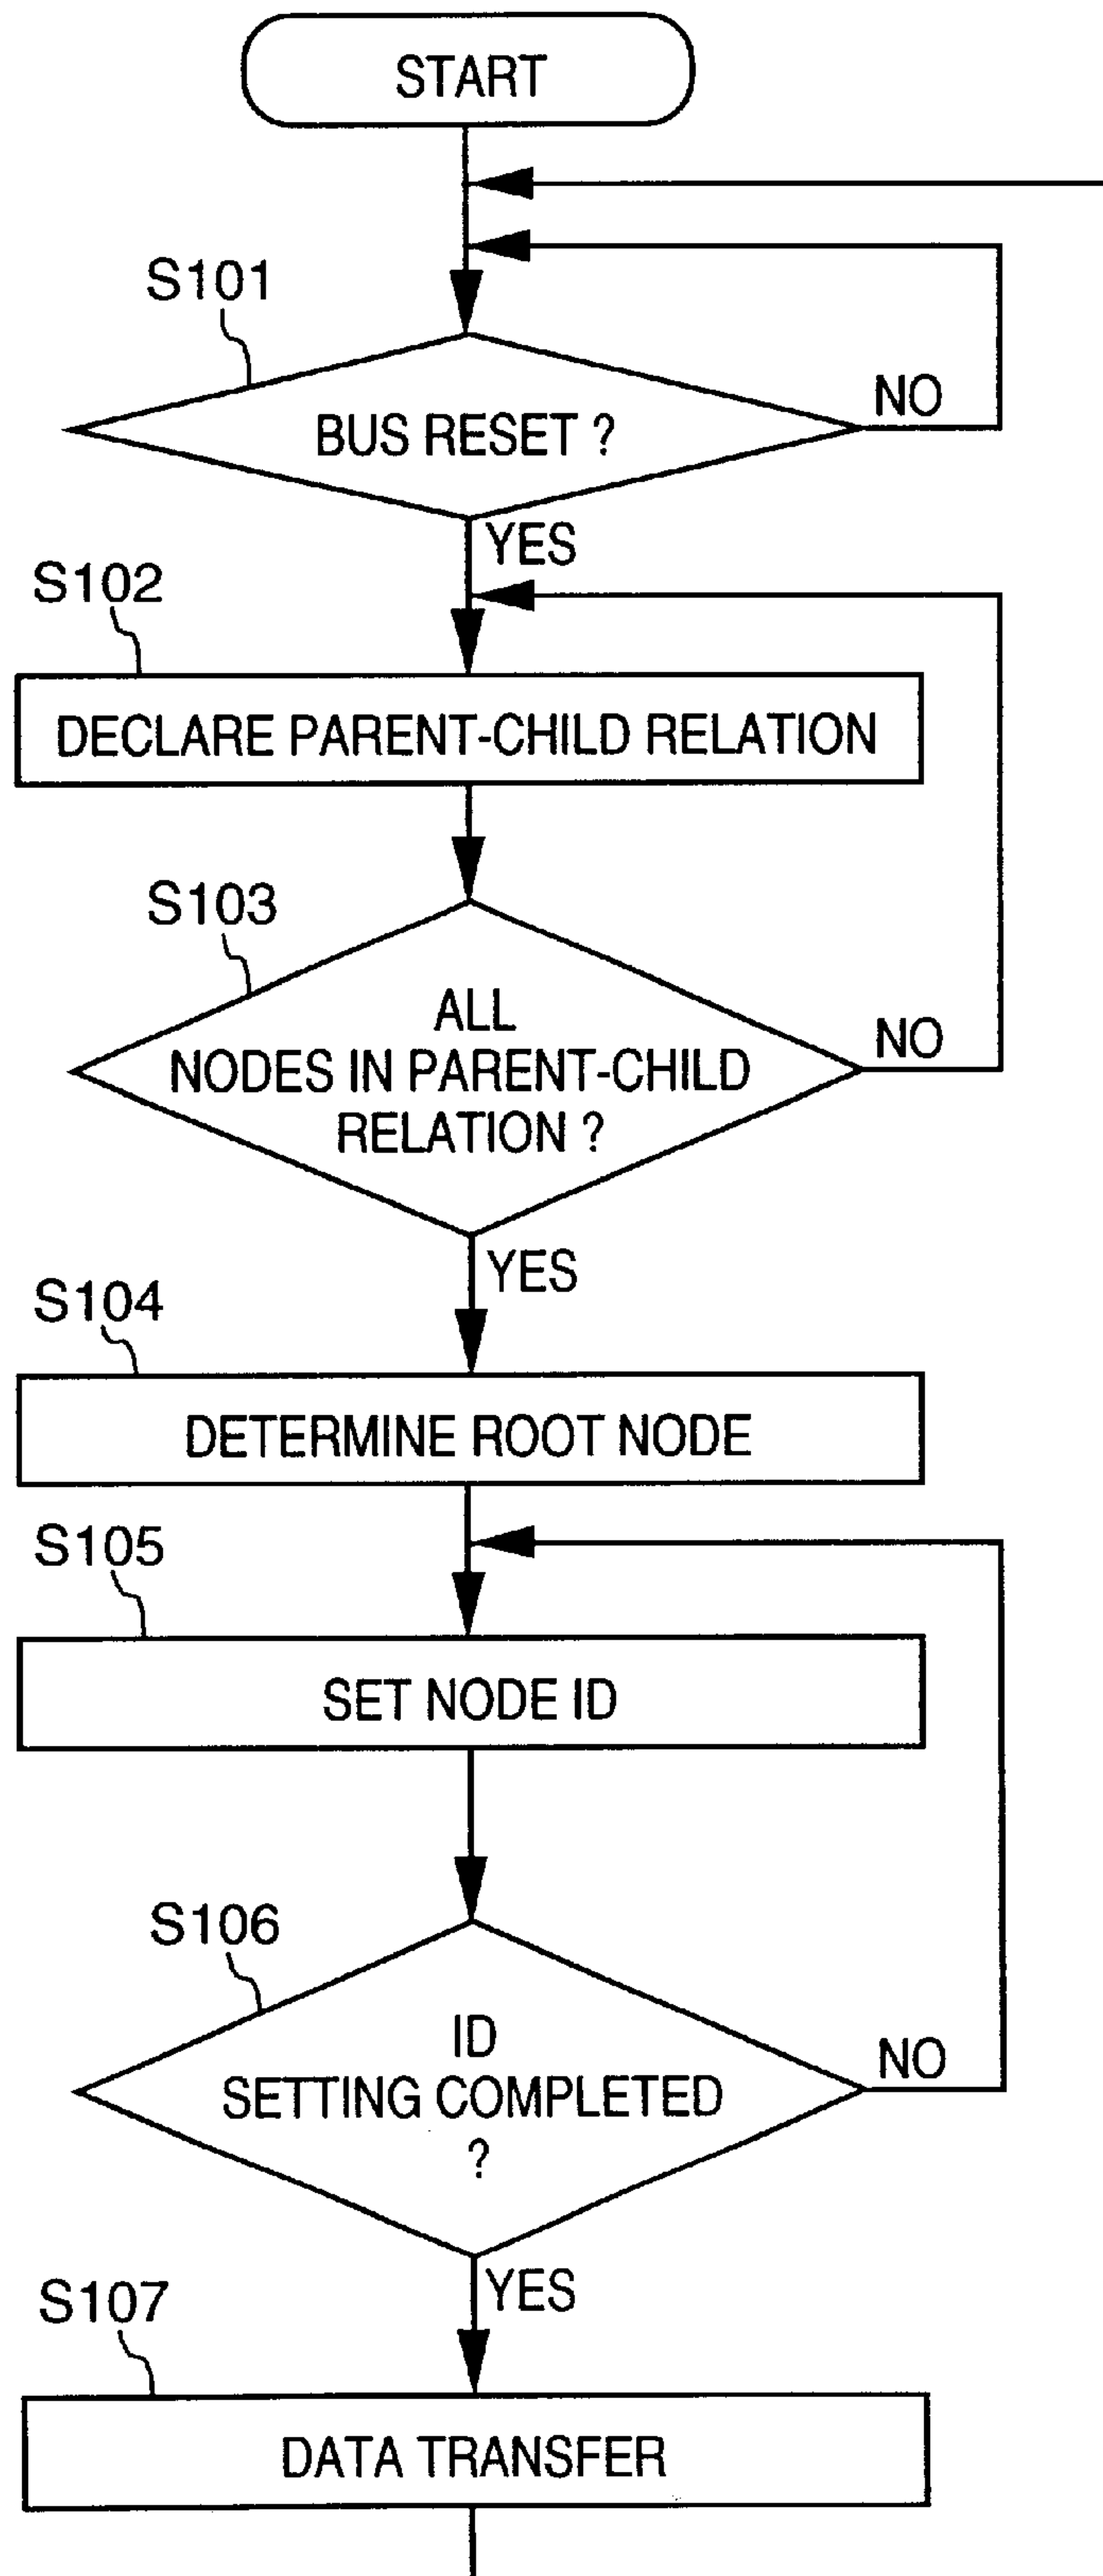 START
S101
BUS RESET ?
NO
YES
S102
DECLARE PARENT-CHILD RELATION
S103
ALL
NODES IN PARENT-CHILD
RELATION ?
NO
YES
S104
DETERMINE ROOT NODE
S105
SET NODE ID
S106
ID
SETTING COMPLETED
?
NO
YES
S107
DATA TRANSFER